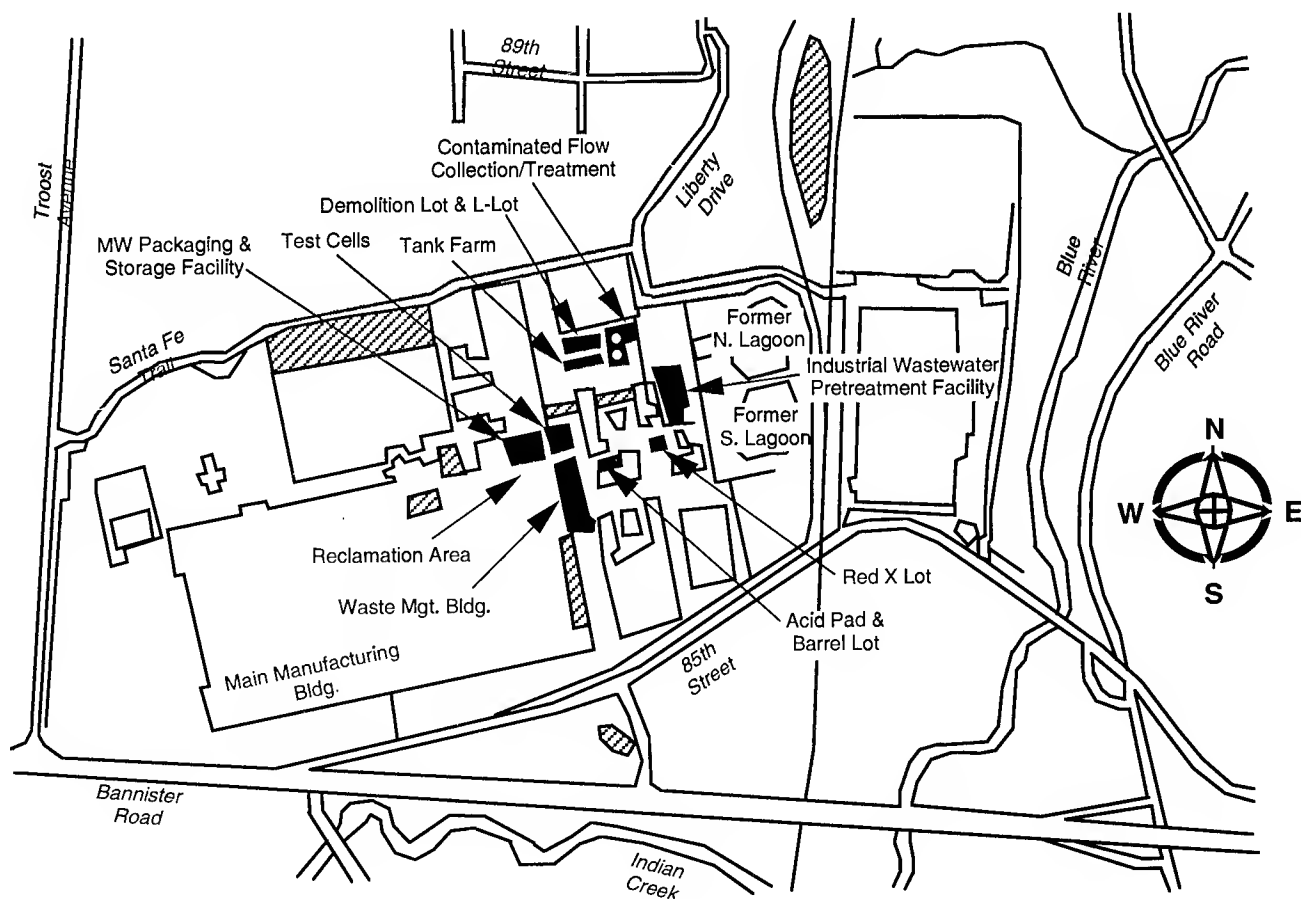 89th
Street
Troost
Avenue
Contaminated Flow
Collection/Treatment
Liberty
Drive
Demolition Lot & L-Lot
MW Packaging &
Storage Facility
Test Cells
Tank Farm
Blue
River
Blue River
Road
Santa Fe
Trail
Former
N. Lagoon
Industrial Wastewater
Pretreatment Facility
Former
S. Lagoon
N
W
E
S
Reclamation Area
Red X Lot
Waste Mgt. Bldg.
Acid Pad &
Barrel Lot
85th
Street
Main Manufacturing
Bldg.
Bannister
Road
Indian
Creek